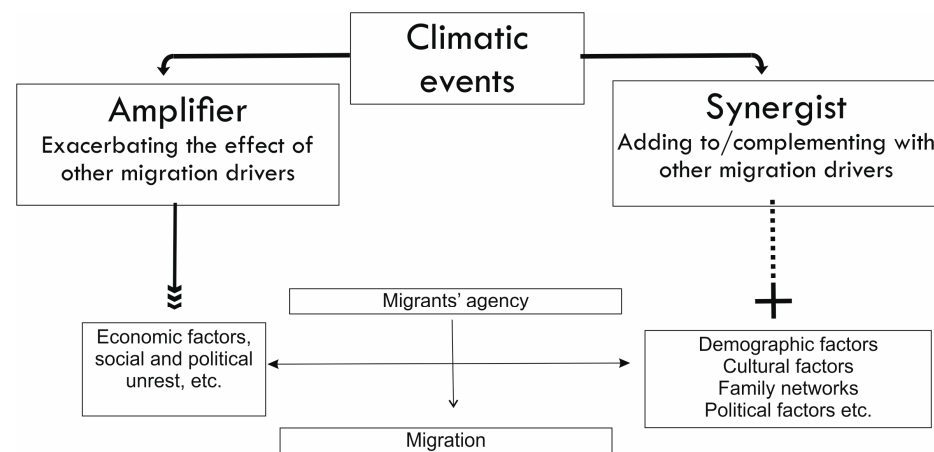 Climatic
events
Amplifier
Exacerbating the effect of
other migration drivers
Synergist
Adding to/complementing with
other migration drivers
Migrants’ agency
Economic factors,
social and political
unrest, etc.
Demographic factors
Cultural factors
Family networks
Political factors etc.
Migration